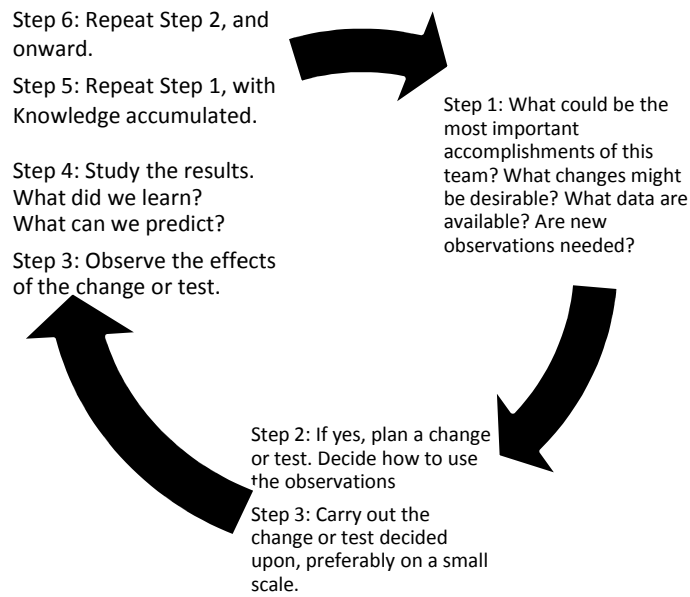 Step 6: Repeat Step 2, and
onward.
Step 5: Repeat Step 1, with
Knowledge accumulated.
Step 4: Study the results.
What did we learn?
What can we predict?
Step 3: Observe the effects
of the change or test.
Step 1: What could be the
most important
accomplishments of this
team? What changes might
be desirable? What data are
available? Are new
observations needed?
Step 2: If yes, plan a change
or test. Decide how to use
the observations
Step 3: Carry out the
change or test decided
upon, preferably on a small
scale.